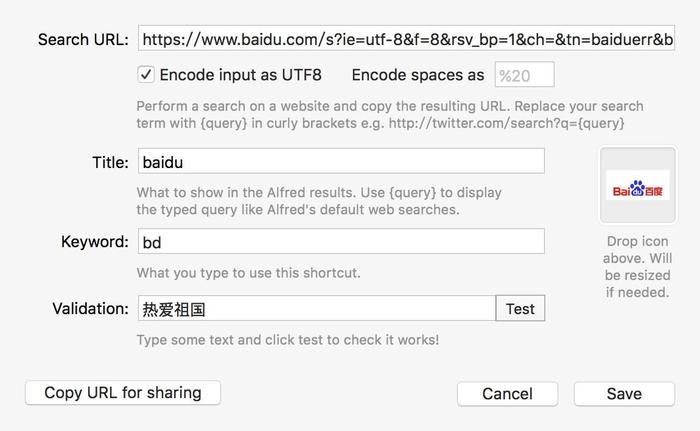 Search URL: https://www.baidu.com/s?ie=utf-8&f=8&rsv_bp=1&ch=&tn=baiduerr&b
Encode input as UTF8 Encode spaces as %20
Perform a search on a website and copy the resulting URL. Replace your search
term with {query} in curly brackets e.g. http://twitter.com/search?q={query}
Title: baidu
What to show in the Alfred results. Use {query} to display
the typed query like Alfred's default web searches.
Bai du 百度
Keyword: bd
Drop icon
above. Will
be resized
if needed.
What you type to use this shortcut.
Validation: 热爱祖国 Test
Type some text and click test to check it works!
Copy URL for sharing Cancel Save